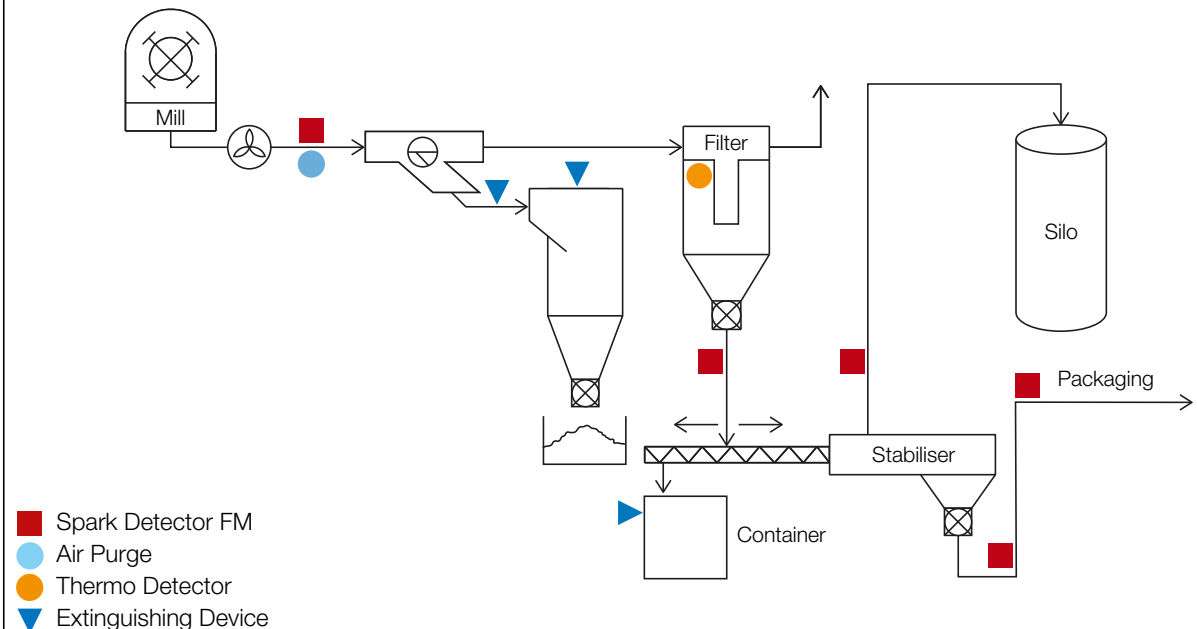 Mill
Filter
Silo
Packaging
Stabiliser
Container
Spark Detector FM
Air Purge
Thermo Detector
Extinguishing Device